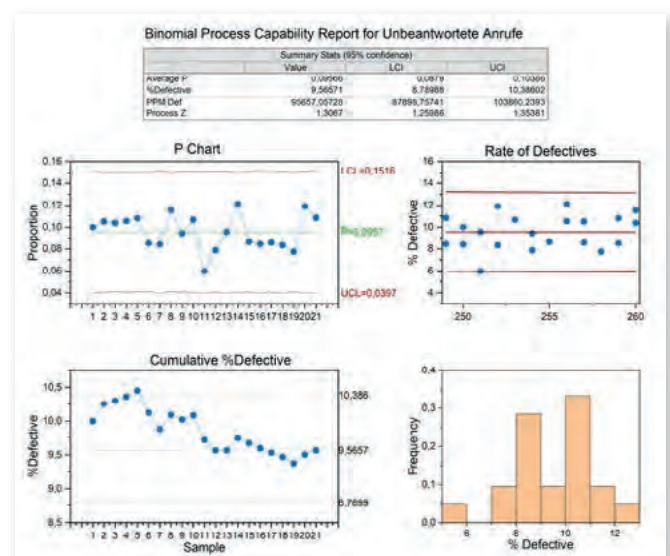 Binomial Process Capability Report for Unbeantwortete Anrufe
Summary Stats (95% confidence)
Value LCI UCI
Average P 0,09566 0,0879 0,10386
%Defective 9,56571 8,78988 10,38602
PPM Def 95657,05728 87898,75741 103860,2393
Process Z 1,3067 1,25986 1,35381
P Chart
Proportion
0,16
0,14
0,12
0,10
0,08
0,06
0,04
LCL=0,1516
P=0,0957
UCL=0,0397
1 2 3 4 5 6 7 8 9 10 11 12 13 14 15 16 17 18 19 20 21
Rate of Defectives
% Defective
16
14
12
10
8
6
4
250 255 260
Cumulative %Defective
%Defective
10,5
10,0
9,5
9,0
8,5
10,386
9,5657
8,7899
1 2 3 4 5 6 7 8 9 10 11 12 13 14 15 16 17 18 19 20 21
Sample
Frequency
0,4
0,3
0,2
0,1
0,0
6 8 10 12
% Defective